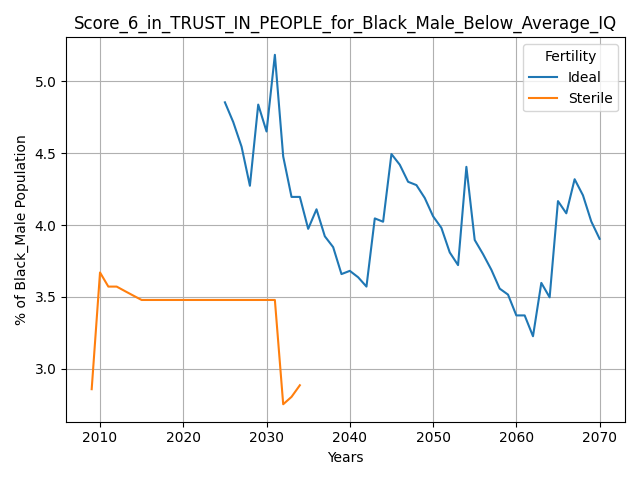 Score_6_in_TRUST_IN_PEOPLE_for_Black_Male_Below_Average_IQ
Fertility
Ideal
Sterile
% of Black_Male Population
5.0
4.5
4.0
3.5
3.0
2010 2020 2030 2040 2050 2060 2070
Years